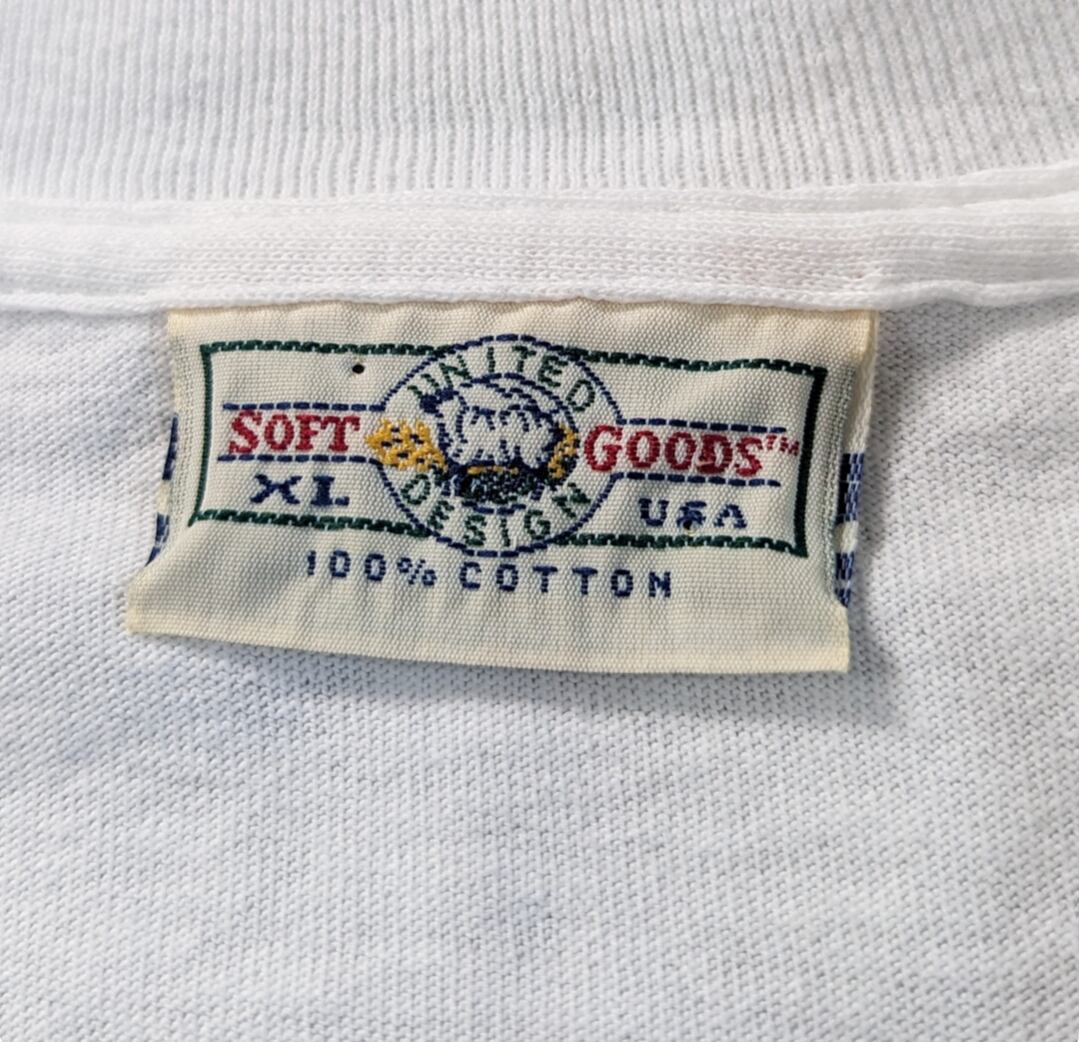 UNITED
SOFT GOODS™
XL USA
DESIGN
100% COTTON